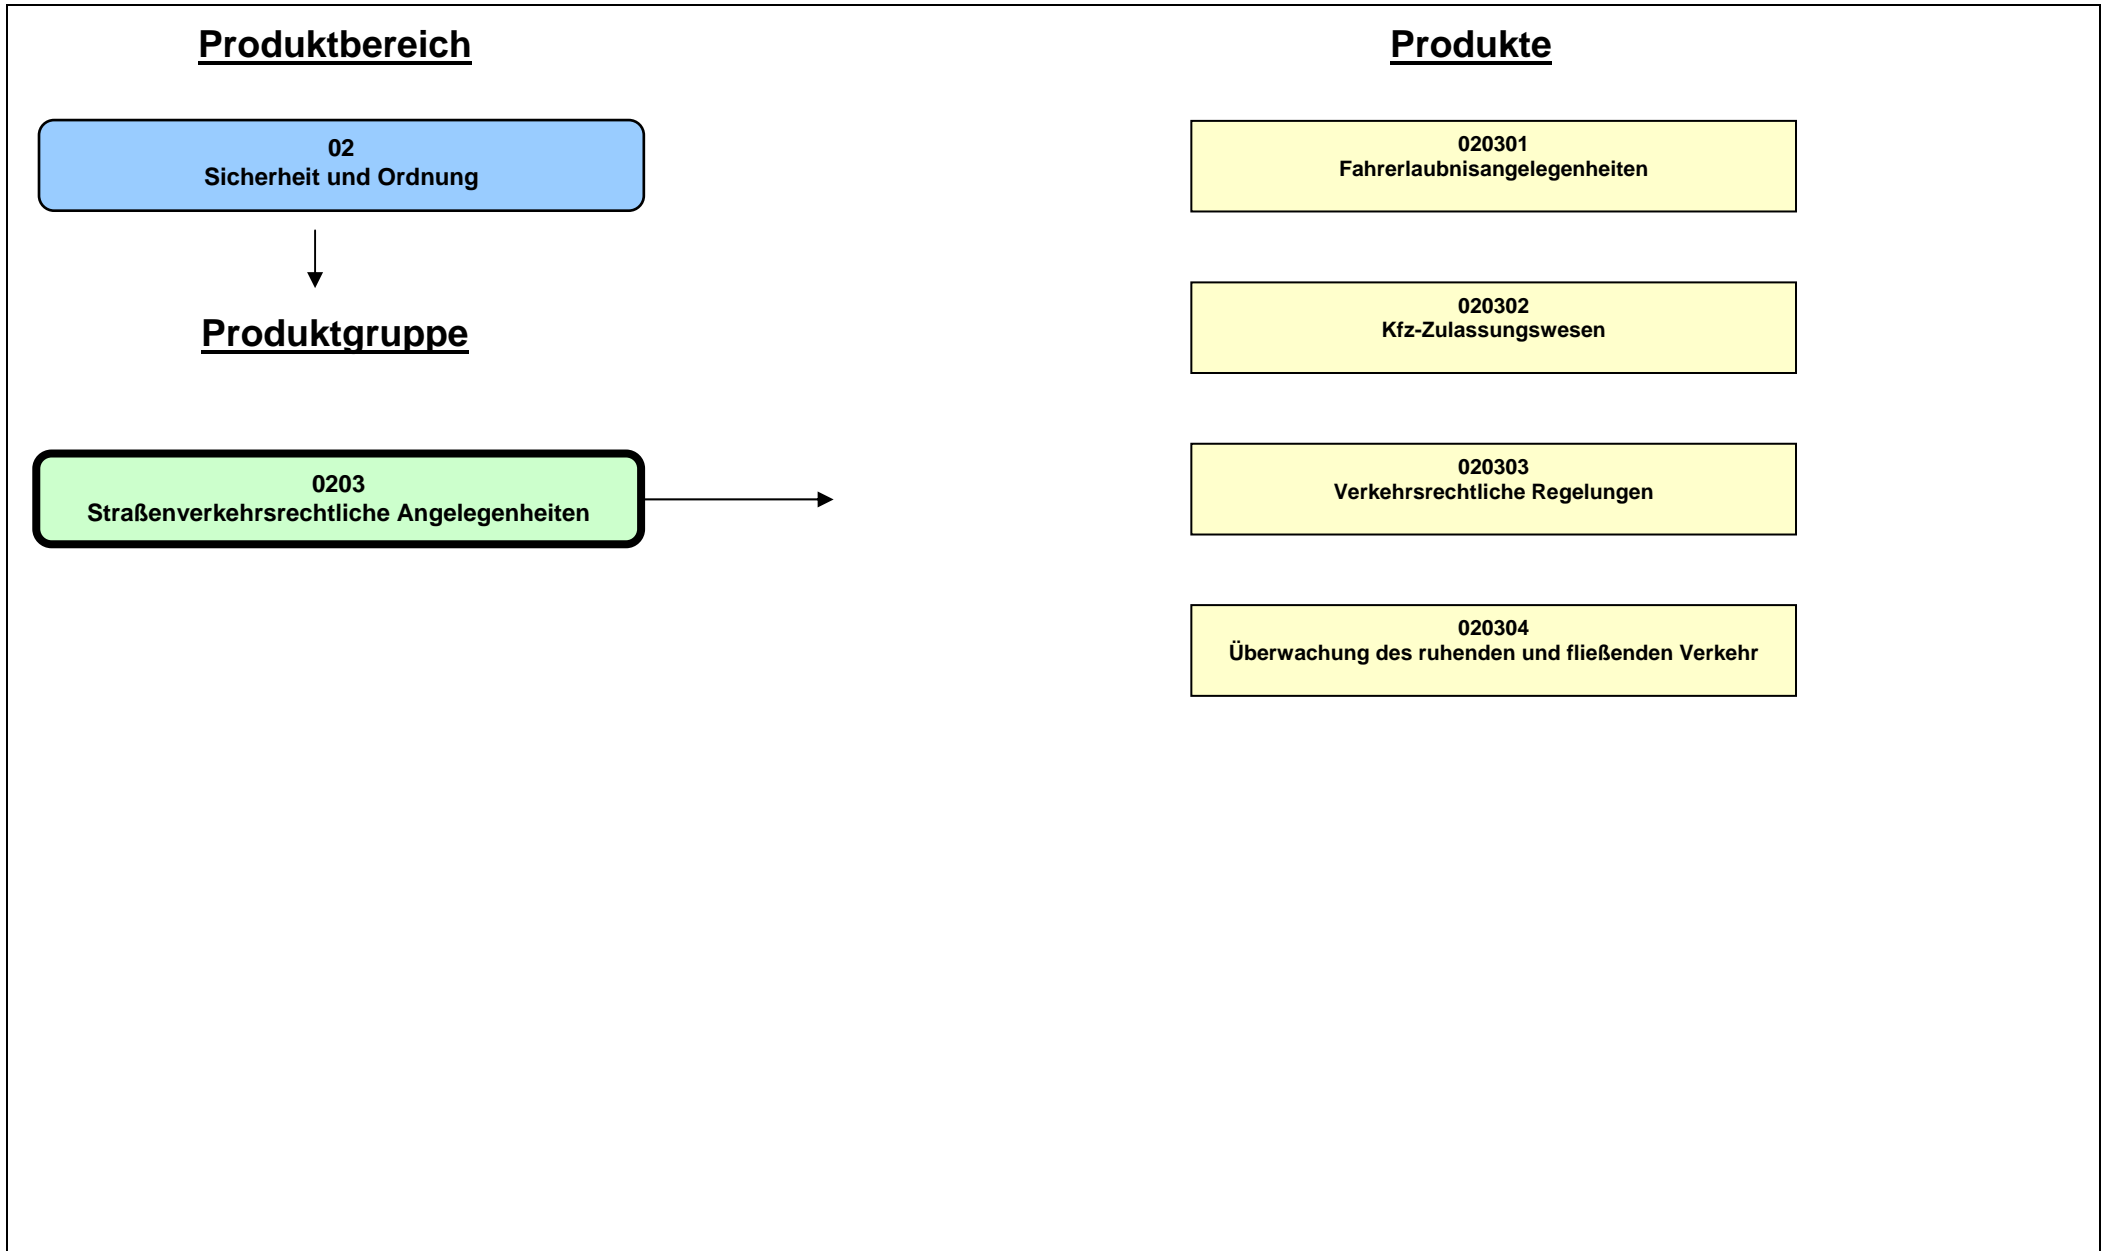 Produktbereich
02
Sicherheit und Ordnung
Produktgruppe
0203
Straßenverkehrsrechtliche Angelegenheiten
Produkte
020301
Fahrerlaubnisangelegenheiten
020302
Kfz-Zulassungswesen
020303
Verkehrsrechtliche Regelungen
020304
Überwachung des ruhenden und fließenden Verkehr